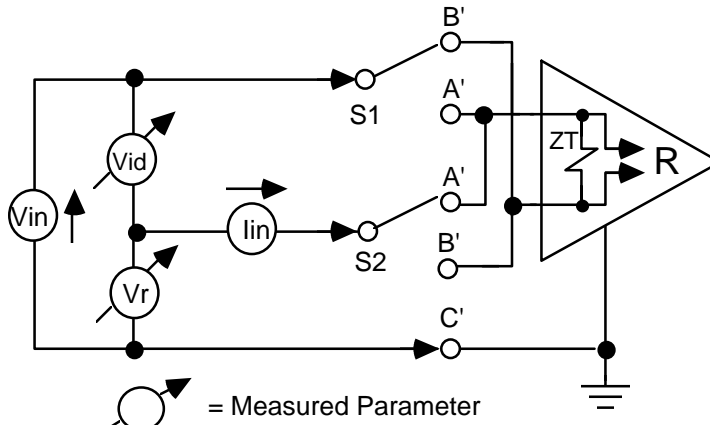 B'
A'
S1
ZT
R
Vid
Vin
A'
Iin
S2
B'
Vr
C'
= Measured Parameter